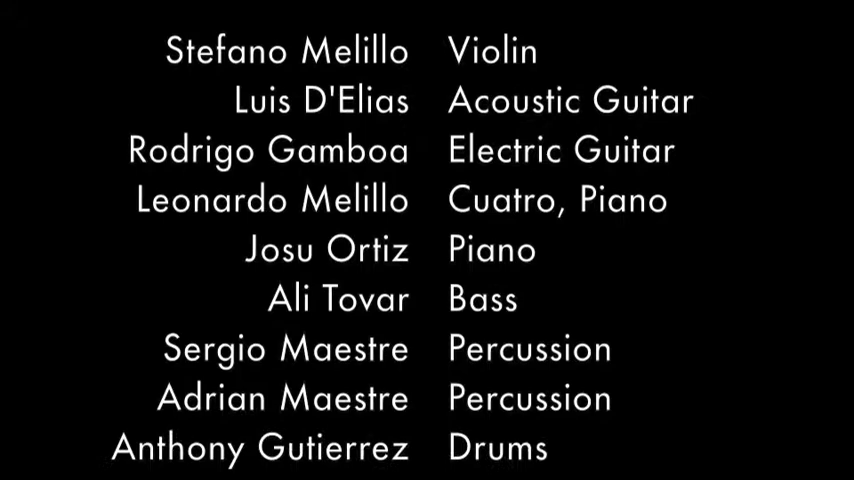 Stefano Melillo Violin
Luis D'Elias Acoustic Guitar
Rodrigo Gamboa Electric Guitar
Leonardo Melillo Cuatro, Piano
Josu Ortiz Piano
Ali Tovar Bass
Sergio Maestre Percussion
Adrian Maestre Percussion
Anthony Gutierrez Drums